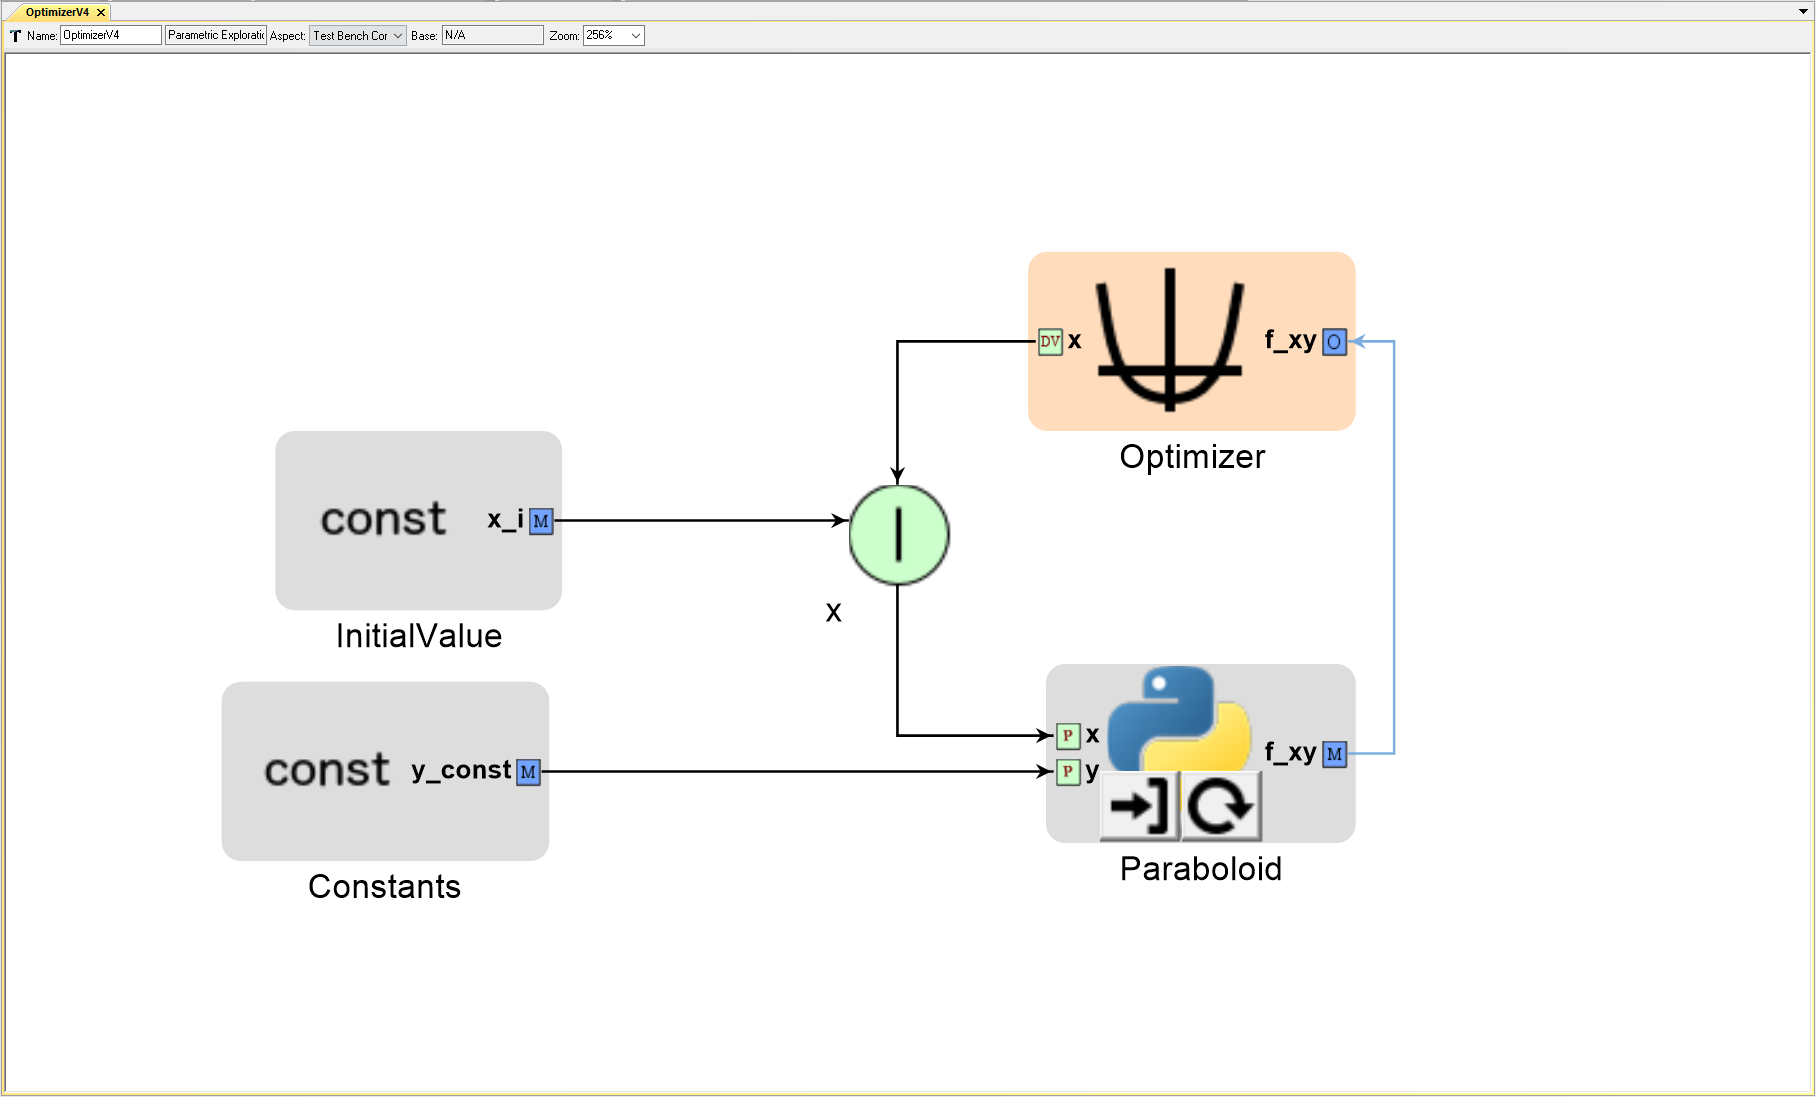 OptimizerV4
Name: OptimizerV4 Parametric Exploratic Aspect: Test Bench Cor Base: N/A Zoom: 256%
DV x f_xy O
Optimizer
const x_i M
InitialValue
x
const y_const M
Constants
P x
P y
f_xy M
Paraboloid